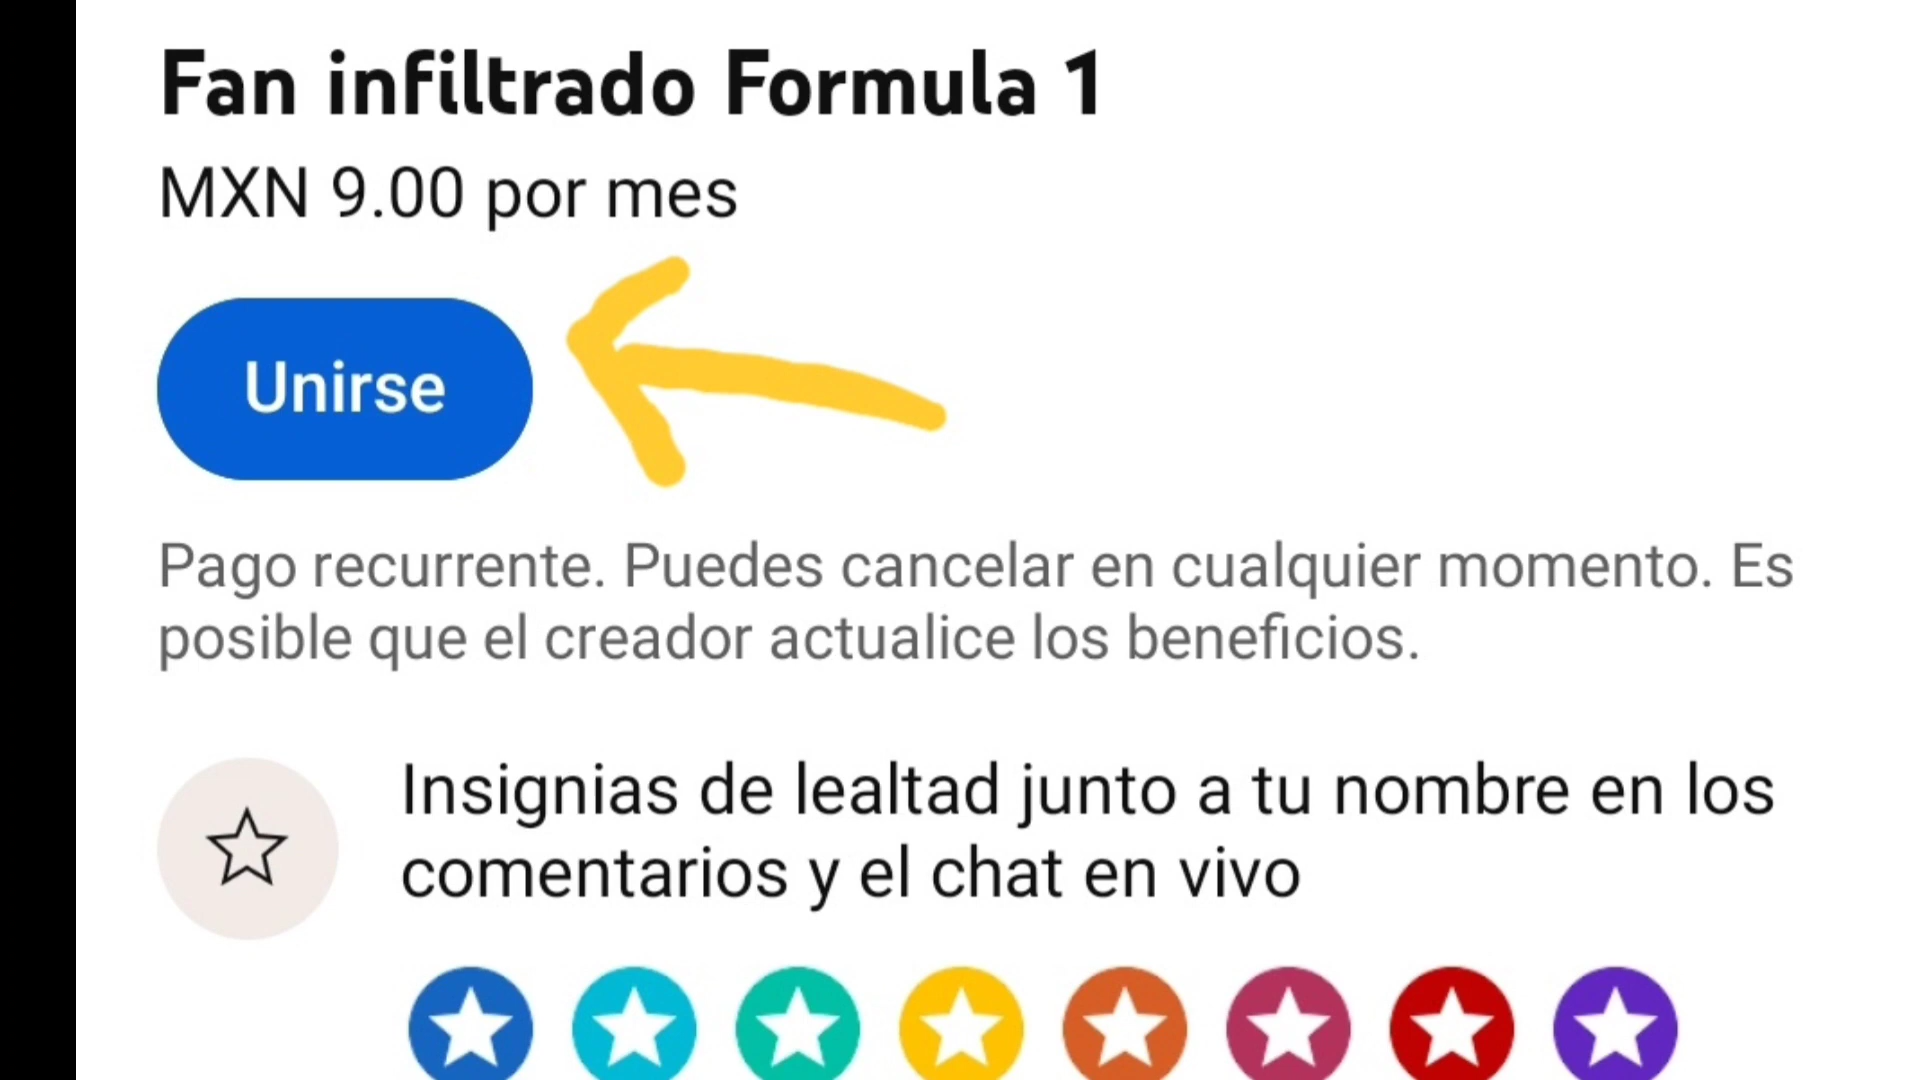 Fan infiltrado Formula 1
MXN 9.00 por mes
Unirse
Pago recurrente. Puedes cancelar en cualquier momento. Es
posible que el creador actualice los beneficios.
Insignias de lealtad junto a tu nombre en los
comentarios y el chat en vivo